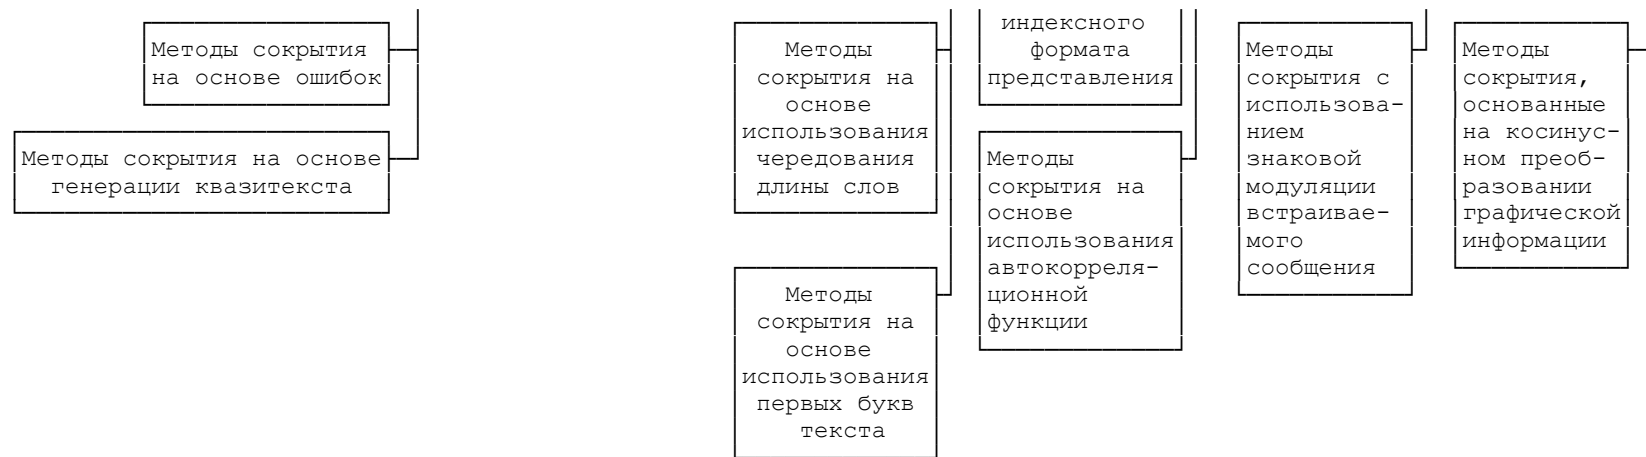 Методы сокрытия
на основе ошибок
Методы сокрытия на основе
генерации квазитекста
Методы
сокрытия на
основе
использования
чередования
длины слов
Методы
сокрытия на
основе
использования
первых букв
текста
индексного
формата
представления
Методы
сокрытия на
основе
использования
автокорреля-
ционной
функции
Методы
сокрытия с
использова-
нием
знаковой
модуляции
встраивае-
мого
сообщения
Методы
сокрытия,
основанные
на косинус-
ном преоб-
разовании
графической
информации